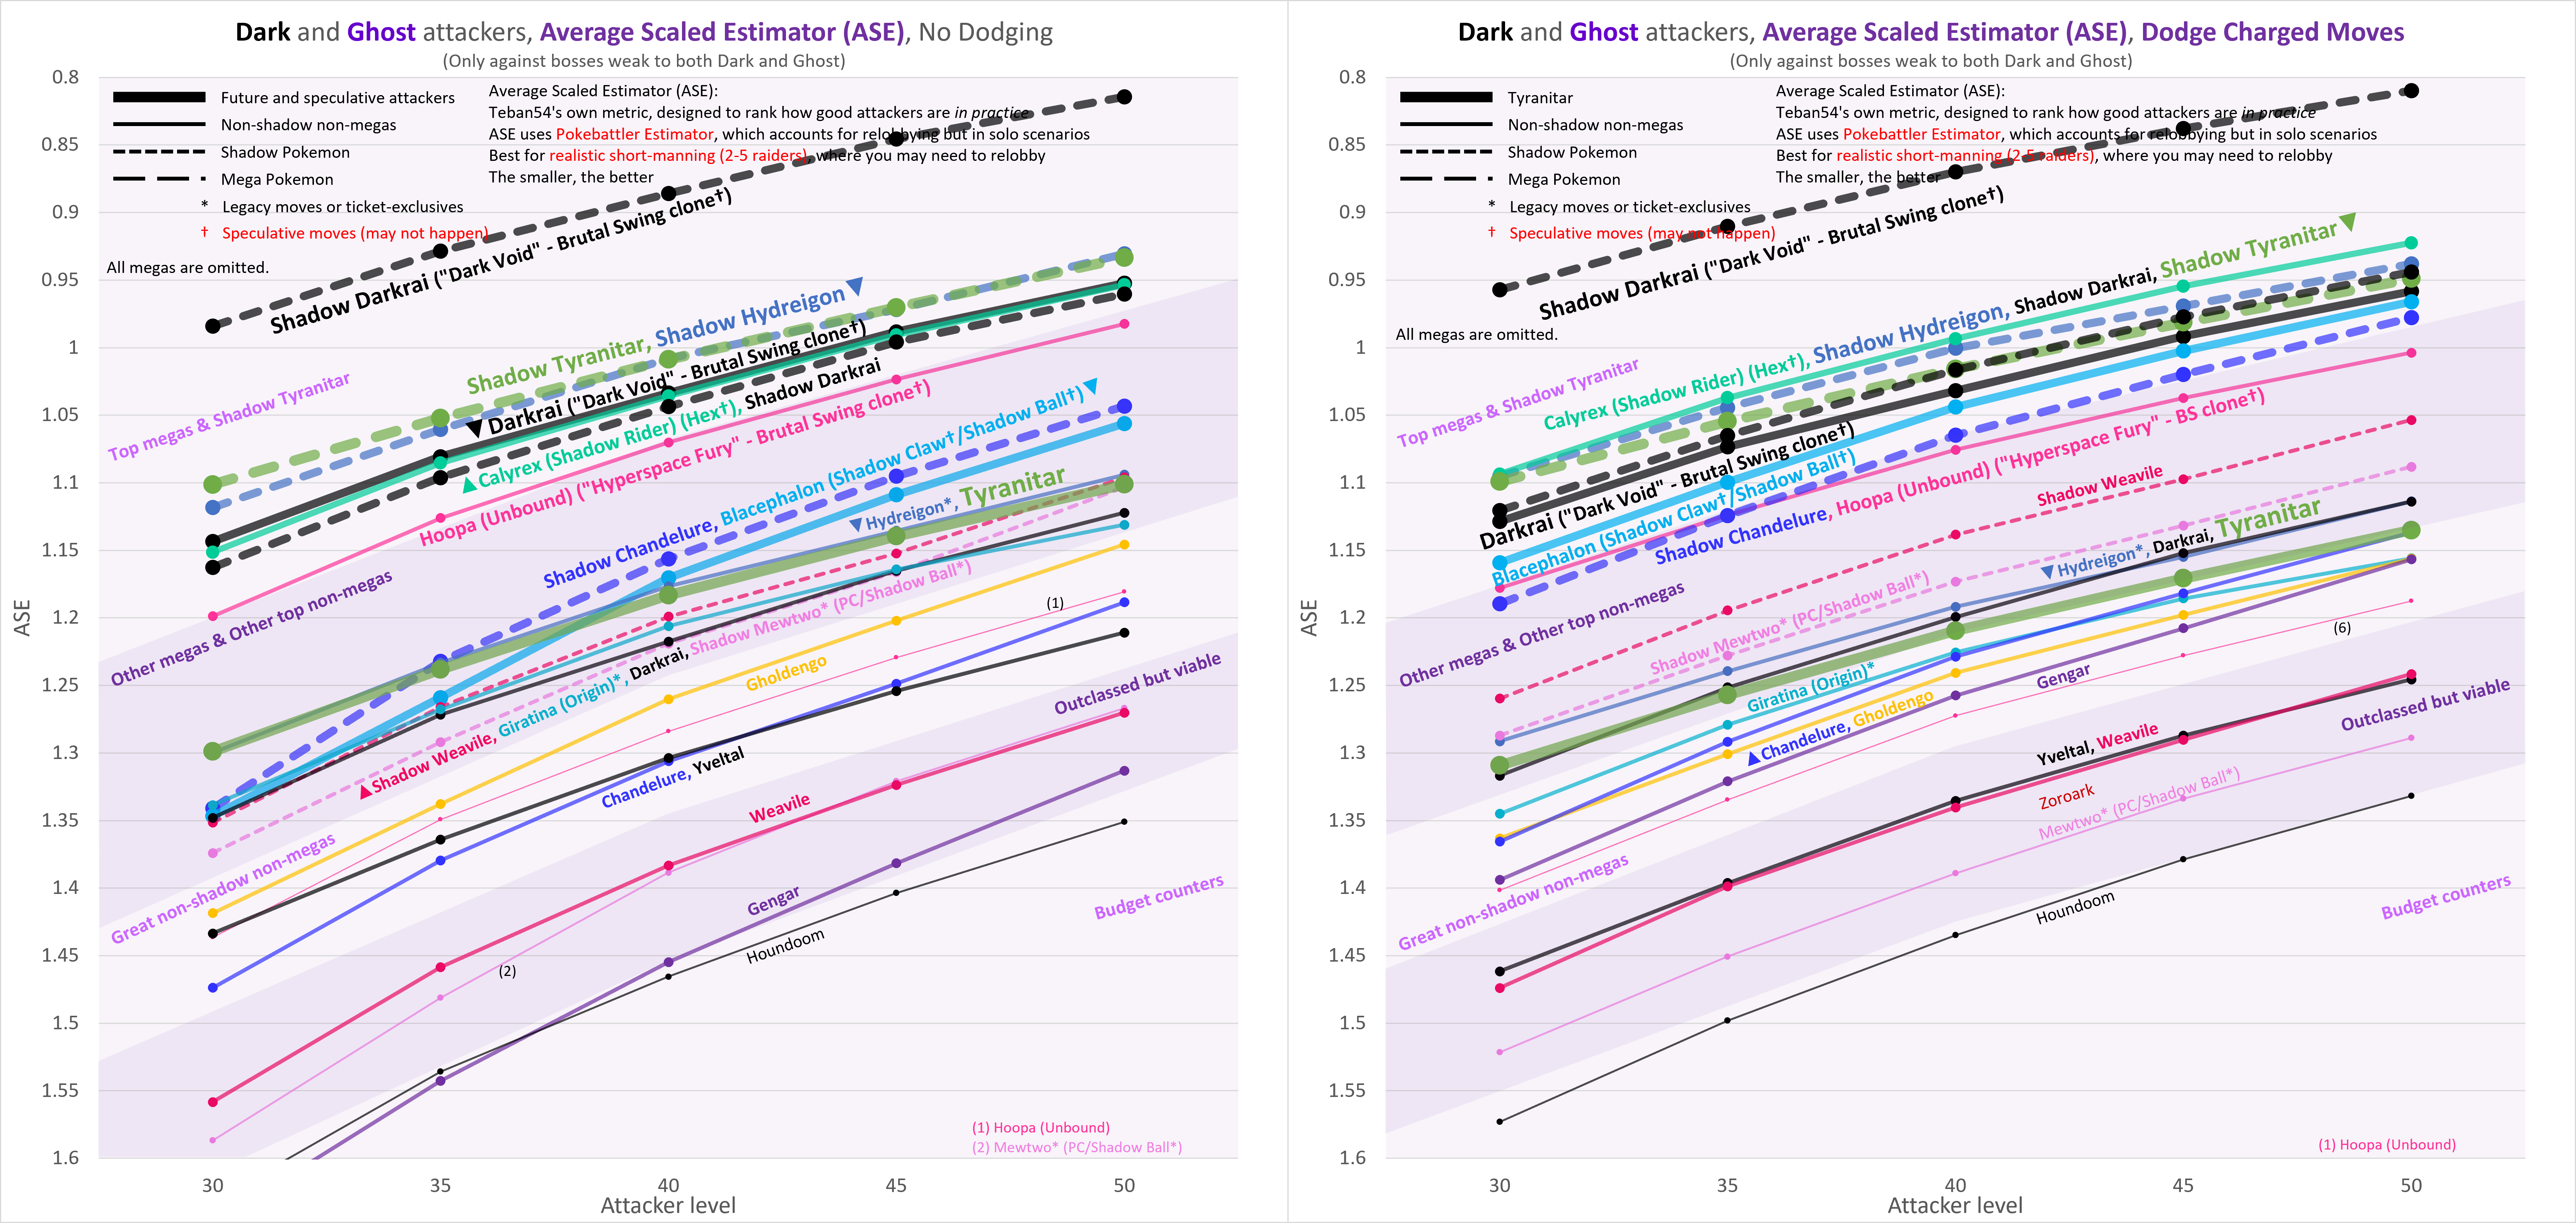 Dark and Ghost attackers, Average Scaled Estimator (ASE), No Dodging
(Only against bosses weak to both Dark and Ghost)
Future and speculative attackers
Non-shadow non-megas
Shadow Pokemon
Mega Pokemon
* Legacy moves or ticket-exclusives
† Speculative moves (may not happen)
All megas are omitted.
Average Scaled Estimator (ASE):
Teban54's own metric, designed to rank how good attackers are in practice
ASE uses Pokebattler Estimator, which accounts for relobbying but in solo scenarios
Best for realistic short-manning (2-5 raiders), where you may need to relobby
The smaller, the better
Shadow Darkrai ("Dark Void" - Brutal Swing clone†)
Shadow Tyranitar, Shadow Hydreigon
Darkrai ("Dark Void" - Brutal Swing clone†)
Calyrex (Shadow Rider) (Hex†), Shadow Darkrai
Hoopa (Unbound) ("Hyperspace Fury" - Brutal Swing clone†)
Shadow Chandelure, Blacephalon (Shadow Claw†/Shadow Ball†)
Hydreigon*, Tyranitar
Shadow Weavile, Giratina (Origin)*, Darkrai, Shadow Mewtwo* (PC/Shadow Ball*)
Gholdengo
(1)
Chandelure, Yveltal
Weavile
(2)
Gengar
Houndoom
Top megas & Shadow Tyranitar
Other megas & Other top non-megas
Great non-shadow non-megas
Outclassed but viable
Budget counters
(1) Hoopa (Unbound)
(2) Mewtwo* (PC/Shadow Ball*)
ASE
0.8
0.85
0.9
0.95
1
1.05
1.1
1.15
1.2
1.25
1.3
1.35
1.4
1.45
1.5
1.55
1.6
30 35 40 45 50
Attacker level
Dark and Ghost attackers, Average Scaled Estimator (ASE), Dodge Charged Moves
(Only against bosses weak to both Dark and Ghost)
Tyranitar
Non-shadow non-megas
Shadow Pokemon
Mega Pokemon
* Legacy moves or ticket-exclusives
† Speculative moves (may not happen)
All megas are omitted.
Average Scaled Estimator (ASE):
Teban54's own metric, designed to rank how good attackers are in practice
ASE uses Pokebattler Estimator, which accounts for relobbying but in solo scenarios
Best for realistic short-manning (2-5 raiders), where you may need to relobby
The smaller, the better
Shadow Darkrai ("Dark Void" - Brutal Swing clone†)
Calyrex (Shadow Rider) (Hex†), Shadow Hydreigon, Shadow Darkrai, Shadow Tyranitar
Darkrai ("Dark Void" - Brutal Swing clone†)
Blacephalon (Shadow Claw†/Shadow Ball†)
Shadow Chandelure, Hoopa (Unbound) ("Hyperspace Fury" - BS clone†)
Shadow Weavile
Shadow Mewtwo* (PC/Shadow Ball*)
Hydreigon*, Darkrai, Tyranitar
Giratina (Origin)*
Chandelure, Gholdengo
Gengar
(6)
Yveltal, Weavile
Zoroark
Mewtwo* (PC/Shadow Ball*)
Houndoom
Top megas & Shadow Tyranitar
Other megas & Other top non-megas
Great non-shadow non-megas
Outclassed but viable
Budget counters
(1) Hoopa (Unbound)
ASE
0.8
0.85
0.9
0.95
1
1.05
1.1
1.15
1.2
1.25
1.3
1.35
1.4
1.45
1.5
1.55
1.6
30 35 40 45 50
Attacker level